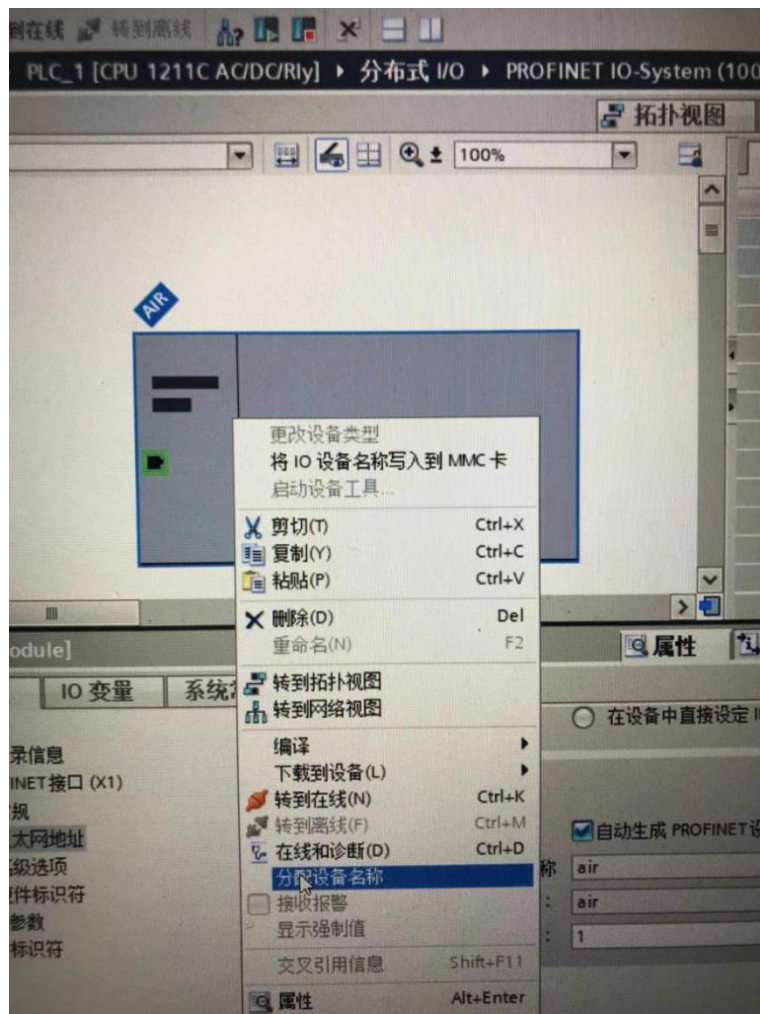 到在线 转到离线
PLC_1 [CPU 1211C AC/DC/Rly] 分布式 I/O PROFINET IO-System (100
拓扑视图
100%
AIR
更改设备类型
将 IO 设备名称写入到 MMC 卡
启动设备工具...
剪切(T) Ctrl+X
复制(Y) Ctrl+C
粘贴(P) Ctrl+V
删除(D) Del
重命名(N) F2
odule]
属性
IO 变量
系统常
转到拓扑视图
转到网络视图
在设备中直接设定 I
编译
下载到设备(L)
转到在线(N) Ctrl+K
转到离线(F) Ctrl+M
在线和诊断(D) Ctrl+D
分配设备名称
接收报警
显示强制值
交叉引用信息 Shift+F11
属性 Alt+Enter
录信息
INET接口 (X1)
规
太网地址
级选项
件标识符
参数
标识符
自动生成 PROFINET 设
称 air
: air
: 1